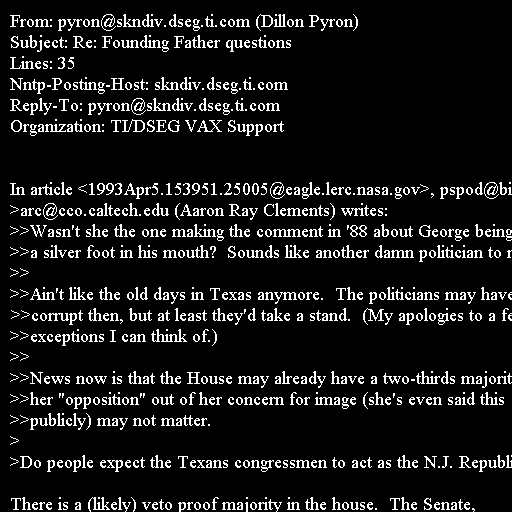 From: pyron@skndiv.dseg.ti.com (Dillon Pyron)
Subject: Re: Founding Father questions
Lines: 35
Nntp-Posting-Host: skndiv.dseg.ti.com
Reply-To: pyron@skndiv.dseg.ti.com
Organization: TI/DSEG VAX Support
In article <1993Apr5.153951.25005@eagle.lerc.nasa.gov>, pspod@bi
>arc@cco.caltech.edu (Aaron Ray Clements) writes:
>>Wasn't she the one making the comment in '88 about George being
>>a silver foot in his mouth?  Sounds like another damn politician to
>>
>>Ain't like the old days in Texas anymore.  The politicians may have
>>corrupt then, but at least they'd take a stand.  (My apologies to a fe
>>exceptions I can think of.)
>>
>>News now is that the House may already have a two-thirds majorit
>>her "opposition" out of her concern for image (she's even said this
>>publicly) may not matter.
>
>Do people expect the Texans congressmen to act as the N.J. Republi
There is a (likely) veto proof majority in the house.  The Senate,